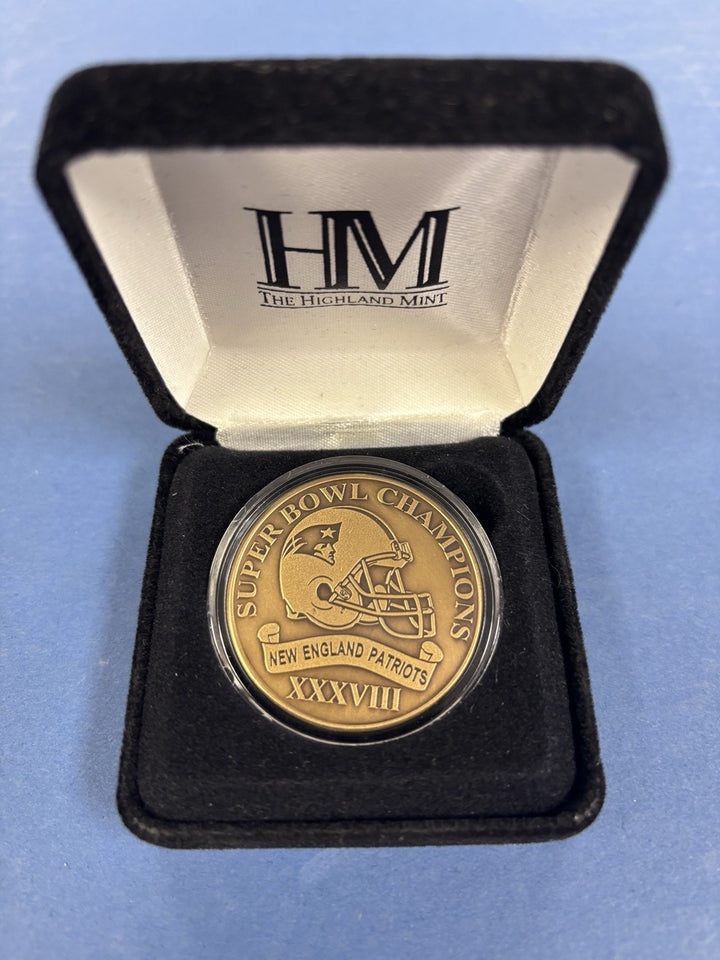 HM
THE HIGHLAND MINT
SUPER BOWL CHAMPIONS
NEW ENGLAND PATRIOTS
XXXVIII